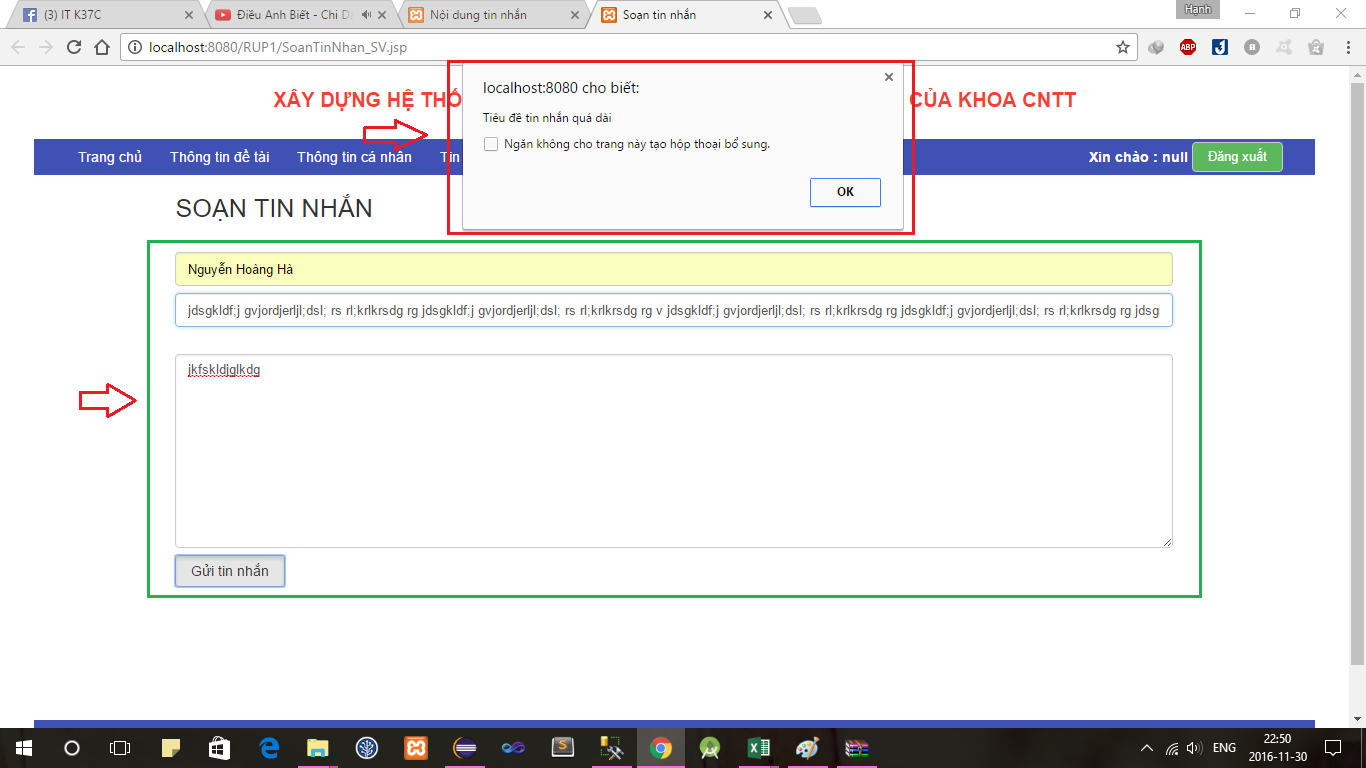 (3) IT K37C
Điều Anh Biết - Chi Dâ
Nội dung tin nhắn
Soạn tin nhắn
Hạnh
localhost:8080/RUP1/SoanTinNhan_SV.jsp
XÂY DỰNG HỆ THỐ
CỦA KHOA CNTT
localhost:8080 cho biết:
Tiêu đề tin nhắn quá dài
Ngăn không cho trang này tạo hộp thoại bổ sung.
OK
Trang chủ
Thông tin đề tài
Thông tin cá nhân
Tin
Xin chào : null
Đăng xuất
SOẠN TIN NHẮN
Nguyễn Hoàng Hà
jdsgkldf;j gvjordjerljl;dsl; rs rl;krlkrsdg rg jdsgkldf;j gvjordjerljl;dsl; rs rl;krlkrsdg rg v jdsgkldf;j gvjordjerljl;dsl; rs rl;krlkrsdg rg jdsgkldf;j gvjordjerljl;dsl; rs rl;krlkrsdg rg jdsg
jkfskldjglkdg
Gửi tin nhắn
ENG
22:50
2016-11-30